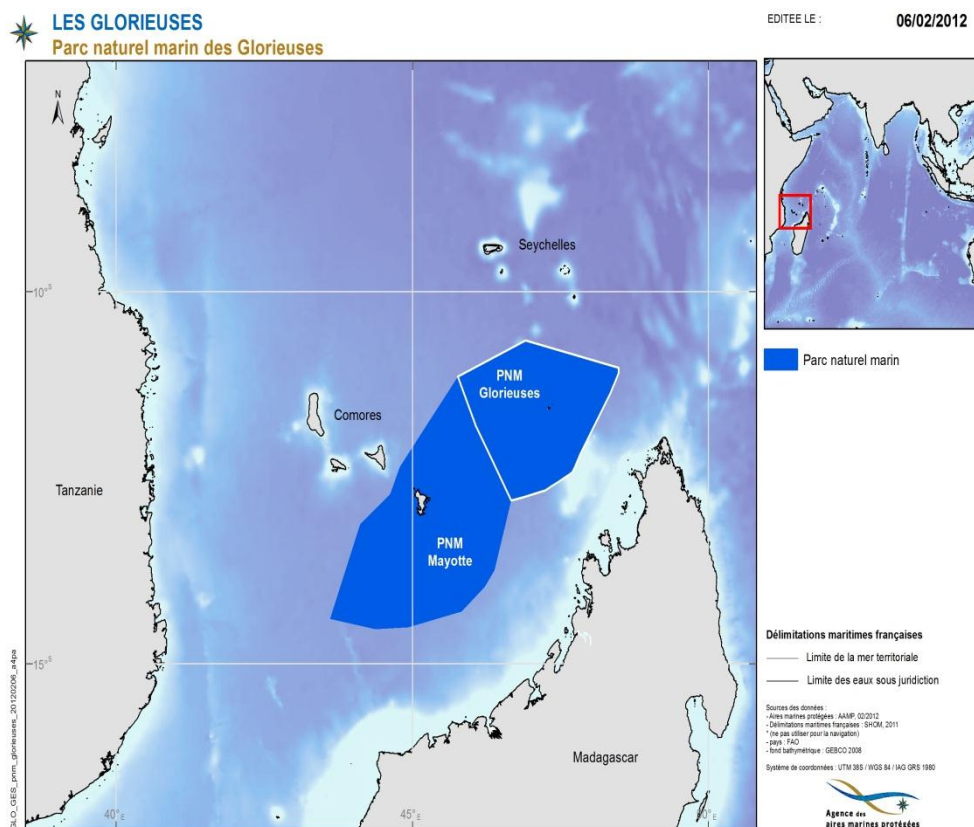 LES GLORIEUSES
Parc naturel marin des Glorieuses
EDITEE LE :
06/02/2012
N
Seychelles
10°S
PNM
Glorieuses
Comores
Tanzanie
PNM
Mayotte
15°S
Madagascar
40°E
45°E
50°E
GLO_GES_pnm_glorieuses_20120206_a4pa
Parc naturel marin
Délimitations maritimes françaises
Limite de la mer territoriale
Limite des eaux sous juridiction
Sources des données :
- Aires marines protégées : AAMP, 02/2012
- Délimitations maritimes françaises : SHOM, 2011
* (ne pas utiliser pour la navigation)
- pays : FAO
- fond bathymétrique : GEBCO 2008
Système de coordonnées : UTM 38S / WGS 84 / IAG GRS 1980
Agence des
aires marines protégées